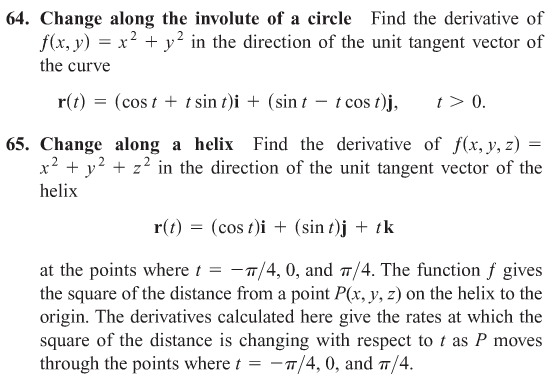 64. Change along the involute of a circle Find the derivative of
f(x, y) = x² + y² in the direction of the unit tangent vector of
the curve
r(t) = (cos t + t sin t)i + (sin t − t cos t)j, t > 0.
65. Change along a helix Find the derivative of f(x, y, z) =
x² + y² + z² in the direction of the unit tangent vector of the
helix
r(t) = (cos t)i + (sin t)j + tk
at the points where t = −π/4, 0, and π/4. The function f gives
the square of the distance from a point P(x, y, z) on the helix to the
origin. The derivatives calculated here give the rates at which the
square of the distance is changing with respect to t as P moves
through the points where t = −π/4, 0, and π/4.